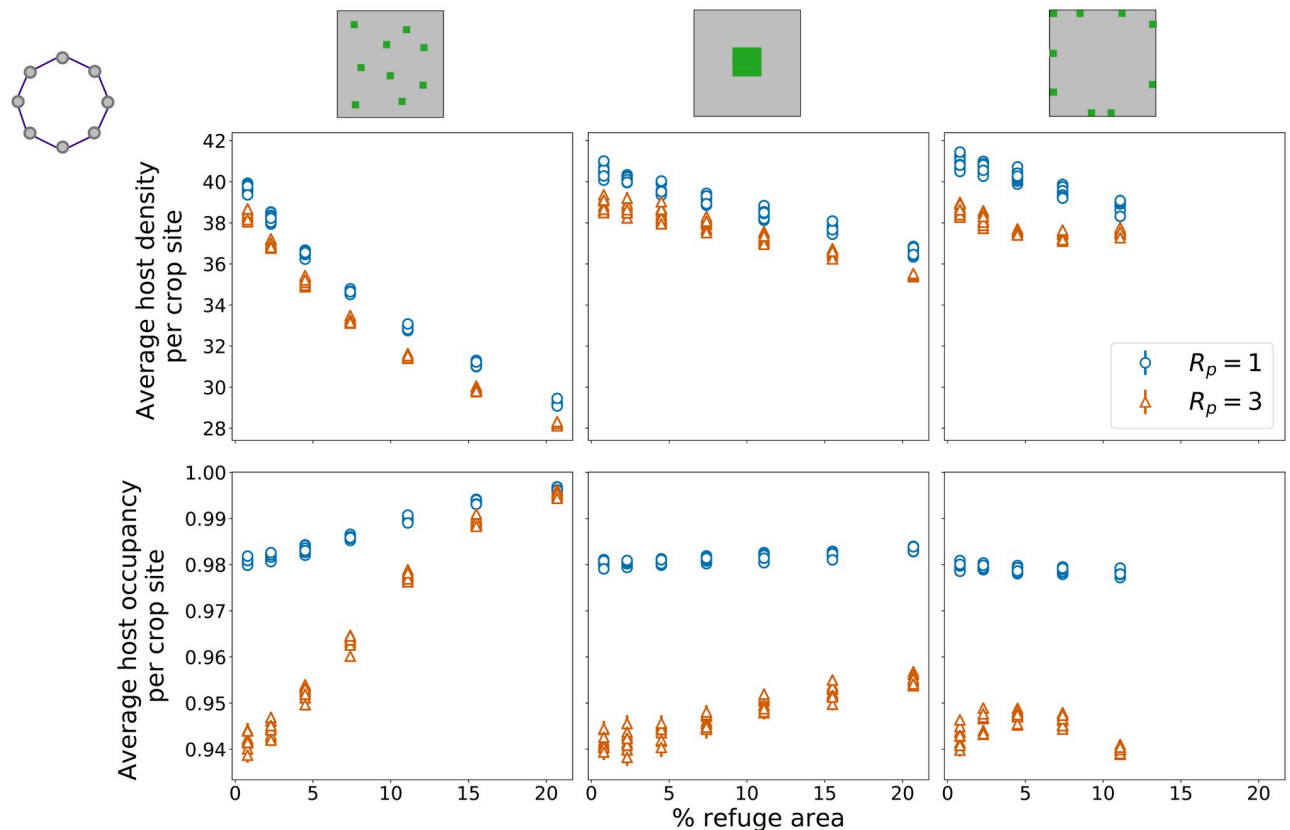 Average host density
per crop site
42
40
38
36
34
32
30
28
R_p = 1
R_p = 3
Average host occupancy
per crop site
1.00
0.99
0.98
0.97
0.96
0.95
0.94
0 5 10 15 20
0 5 10 15 20
0 5 10 15 20
% refuge area